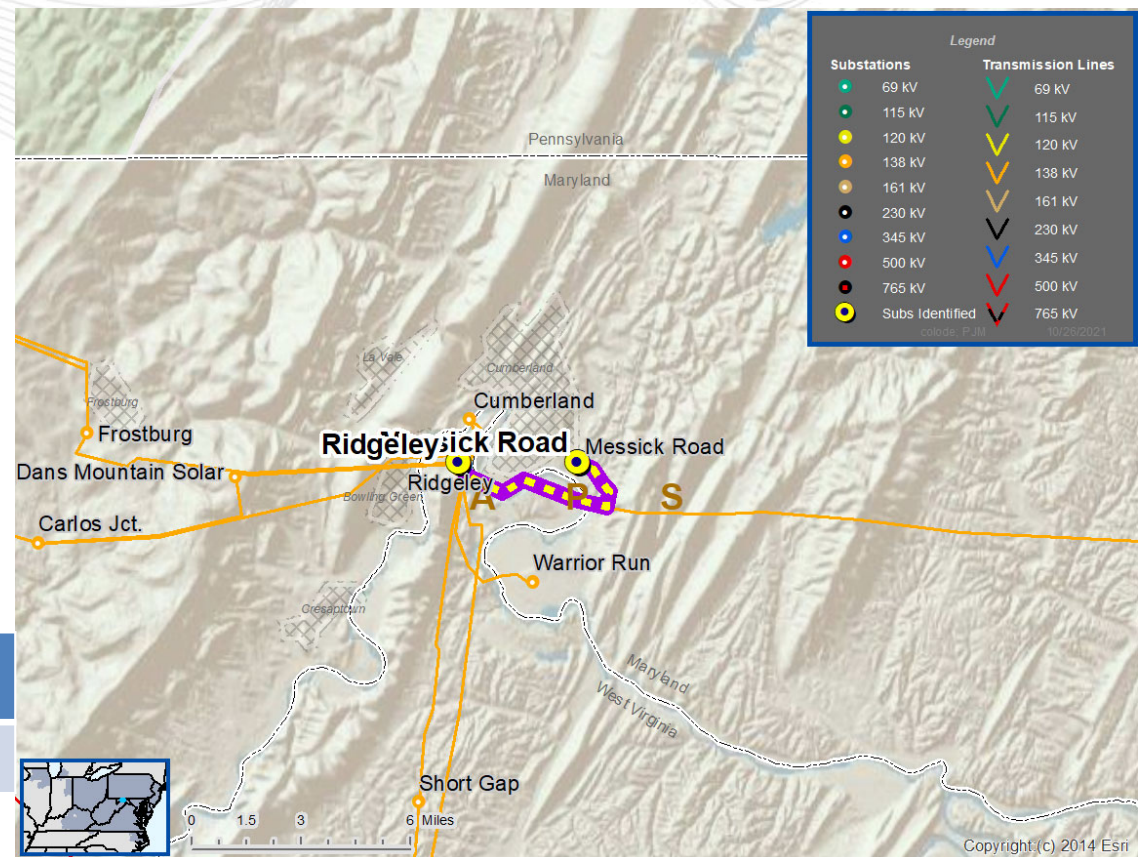 Legend
Substations Transmission Lines
69 kV 69 kV
115 kV 115 kV
120 kV 120 kV
138 kV 138 kV
161 kV 161 kV
230 kV 230 kV
345 kV 345 kV
500 kV 500 kV
765 kV 765 kV
Subs Identified
colode: PJM 10/26/2021
Pennsylvania
Maryland
La Vale
Cumberland
Frostburg
Cumberland
Frostburg
Ridgeley
sick Road
Messick Road
Dans Mountain Solar
Ridgeley
Bowling Green
A P S
Carlos Jct.
Warrior Run
Cresaptown
Maryland
West Virginia
Short Gap
0 1.5 3 6 Miles
Copyright:(c) 2014 Esri